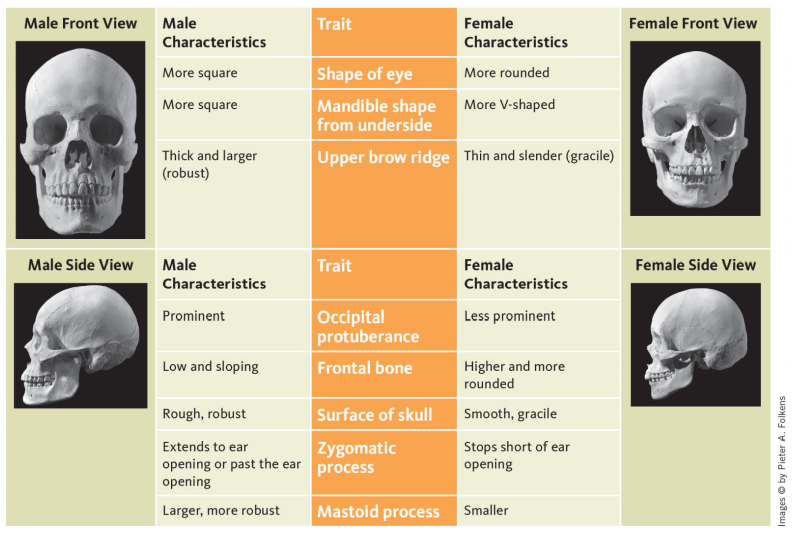 Male Front View
Male
Characteristics
Trait
Female
Characteristics
Female Front View
More square
Shape of eye
More rounded
More square
Mandible shape
from underside
More V-shaped
Thick and larger
(robust)
Upper brow ridge
Thin and slender (gracile)
Male Side View
Male
Characteristics
Trait
Female
Characteristics
Female Side View
Prominent
Occipital
protuberance
Less prominent
Low and sloping
Frontal bone
Higher and more
rounded
Rough, robust
Surface of skull
Smooth, gracile
Extends to ear
opening or past the ear
opening
Zygomatic
process
Stops short of ear
opening
Larger, more robust
Mastoid process
Smaller
Images © by Pieter A. Folkens